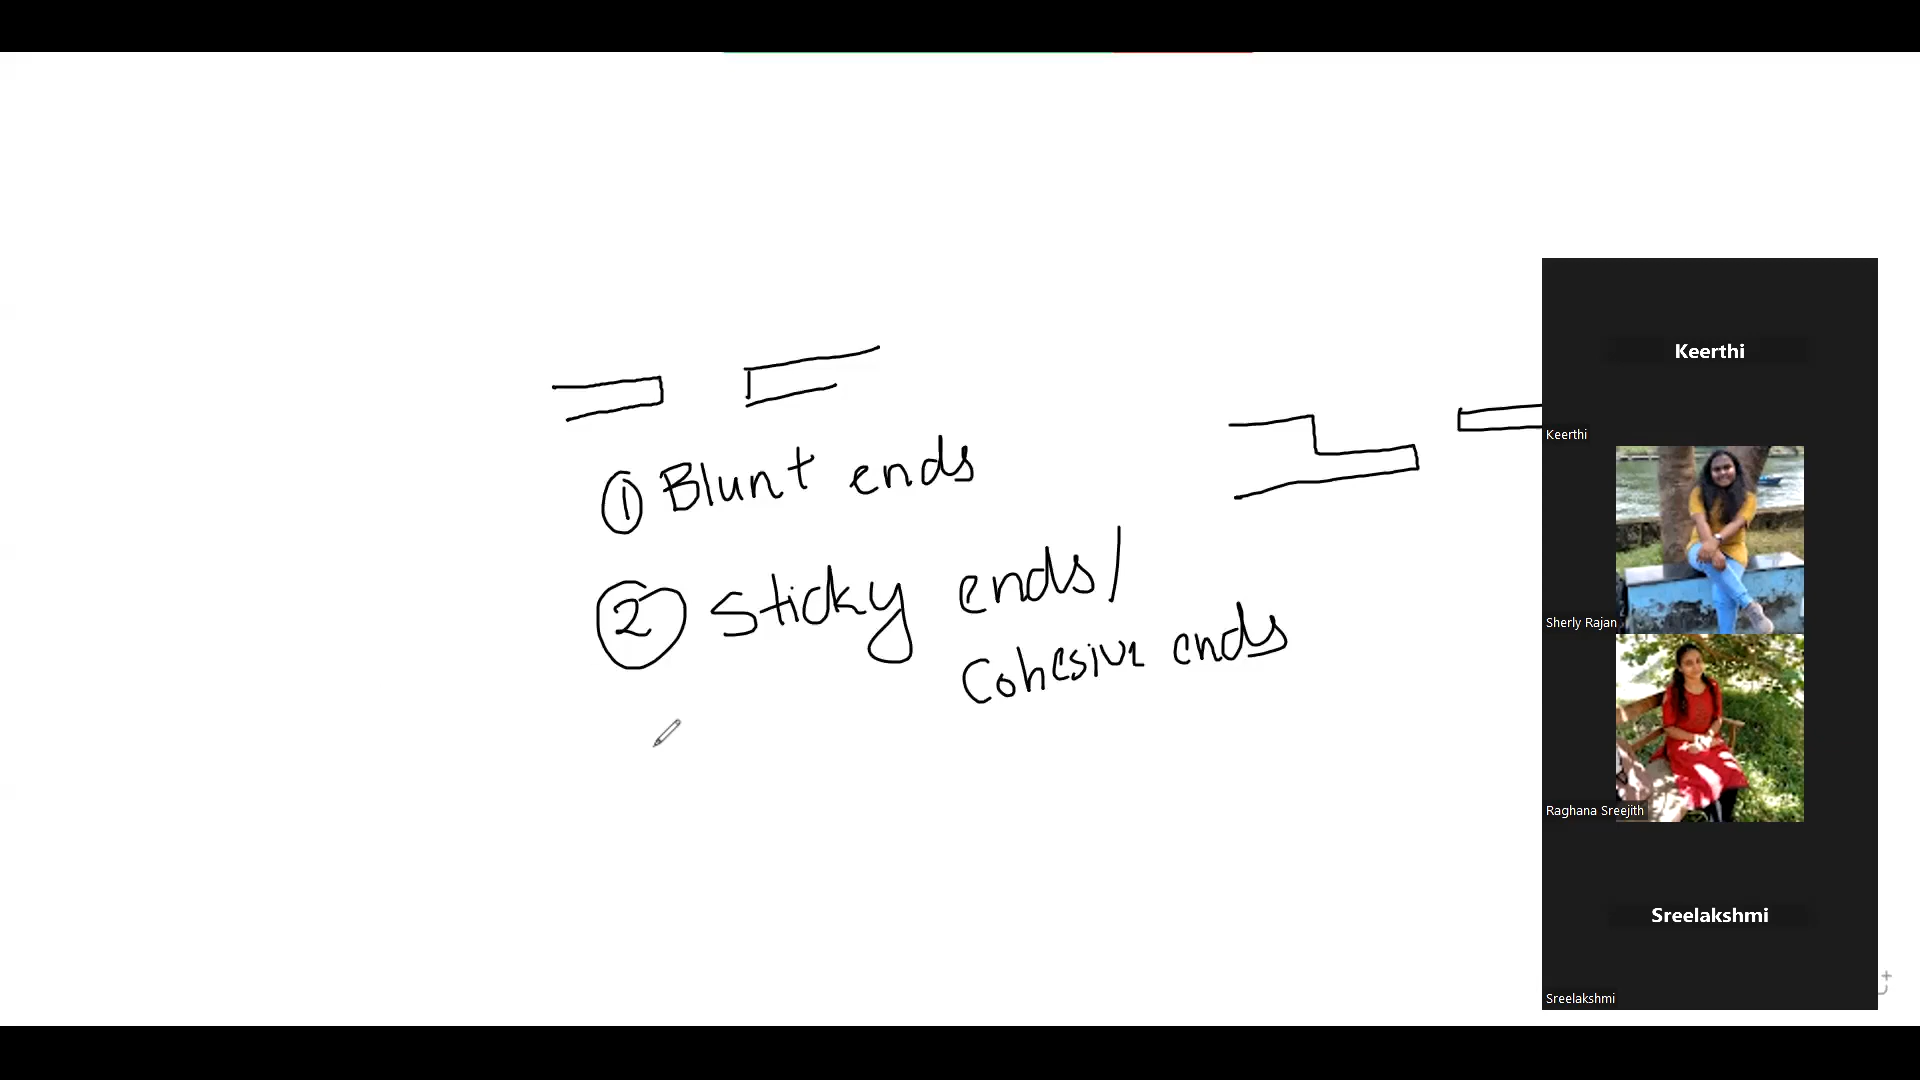 ① Blunt ends
② Sticky ends/
Cohesive ends
Keerthi
Keerthi
Sherly Rajan
Raghana Sreejith
Sreelakshmi
Sreelakshmi